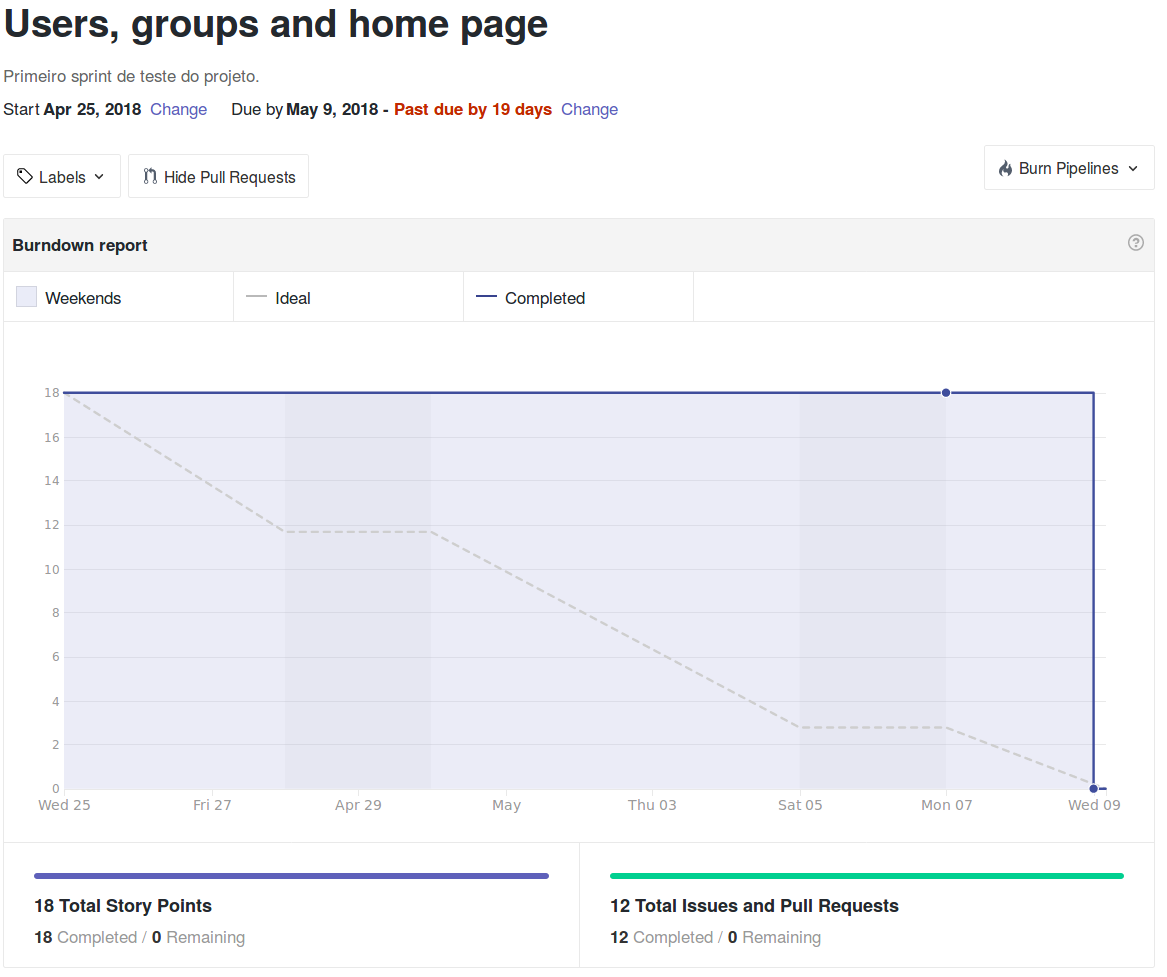 Users, groups and home page
Primeiro sprint de teste do projeto.
Start Apr 25, 2018 Change Due by May 9, 2018 - Past due by 19 days Change
Labels Hide Pull Requests Burn Pipelines
Burndown report
Weekends Ideal Completed
18
16
14
12
10
8
6
4
2
0
Wed 25 Fri 27 Apr 29 May Thu 03 Sat 05 Mon 07 Wed 09
18 Total Story Points 12 Total Issues and Pull Requests
18 Completed / 0 Remaining 12 Completed / 0 Remaining